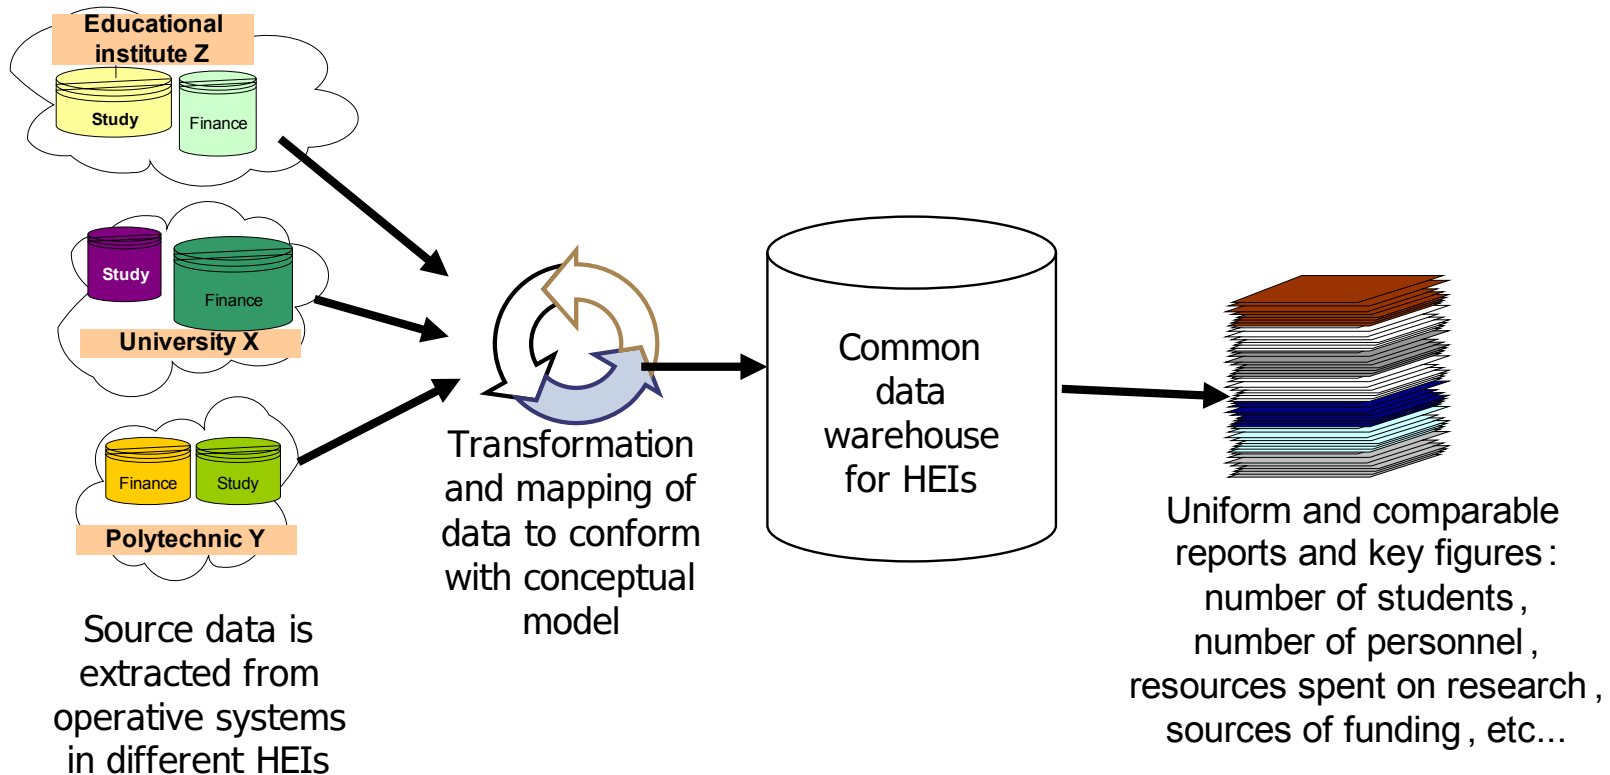 Educational
institute Z
Study
Finance
Study
Finance
University X
Finance
Study
Polytechnic Y
Source data is
extracted from
operative systems
in different HEIs
Transformation
and mapping of
data to conform
with conceptual
model
Common
data
warehouse
for HEIs
Uniform and comparable
reports and key figures:
number of students,
number of personnel,
resources spent on research,
sources of funding, etc...